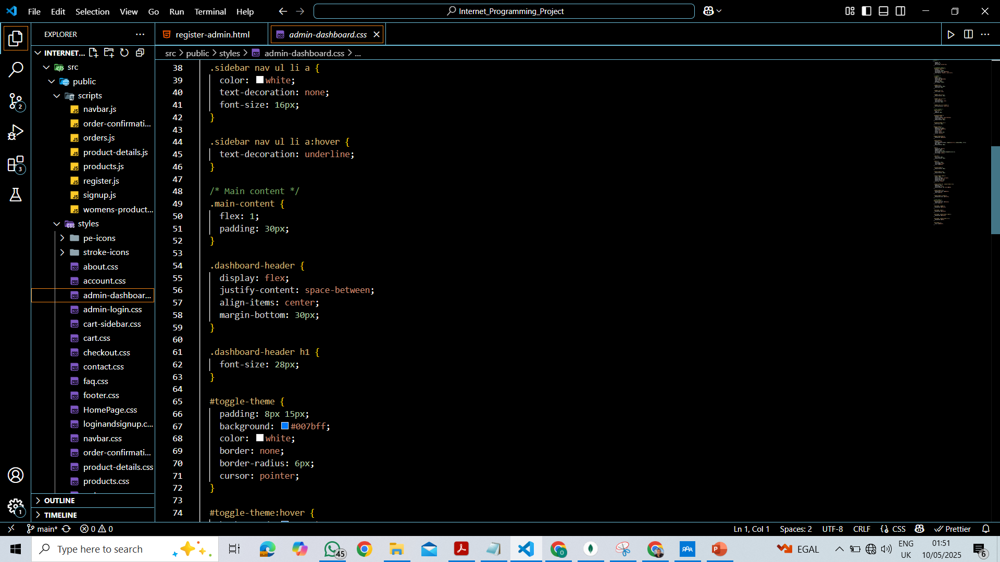 File Edit Selection View Go Run Terminal Help
Internet_Programming_Project
EXPLORER
register-admin.html
admin-dashboard.css
INTERNET...
src > public > styles > admin-dashboard.css > ...
src
public
scripts
navbar.js
order-confirmati...
orders.js
product-details.js
products.js
register.js
signup.js
womens-product...
styles
pe-icons
stroke-icons
about.css
account.css
admin-dashboar...
admin-login.css
cart-sidebar.css
cart.css
checkout.css
contact.css
faq.css
footer.css
HomePage.css
loginandsignup.c...
navbar.css
order-confirmati...
product-details.css
products.css
OUTLINE
TIMELINE
2
3
1
38 .sidebar nav ul li a {
39 color: white;
40 text-decoration: none;
41 font-size: 16px;
42 }
43
44 .sidebar nav ul li a:hover {
45 text-decoration: underline;
46 }
47
48 /* Main content */
49 .main-content {
50 flex: 1;
51 padding: 30px;
52 }
53
54 .dashboard-header {
55 display: flex;
56 justify-content: space-between;
57 align-items: center;
58 margin-bottom: 30px;
59 }
60
61 .dashboard-header h1 {
62 font-size: 28px;
63 }
64
65 #toggle-theme {
66 padding: 8px 15px;
67 background: #007bff;
68 color: white;
69 border: none;
70 border-radius: 6px;
71 cursor: pointer;
72 }
73
74 #toggle-theme:hover {
main* 0 0
Ln 1, Col 1 Spaces: 2 UTF-8 CRLF {} CSS Prettier
Type here to search
45
EGAL
ENG
UK
01:51
10/05/2025
6